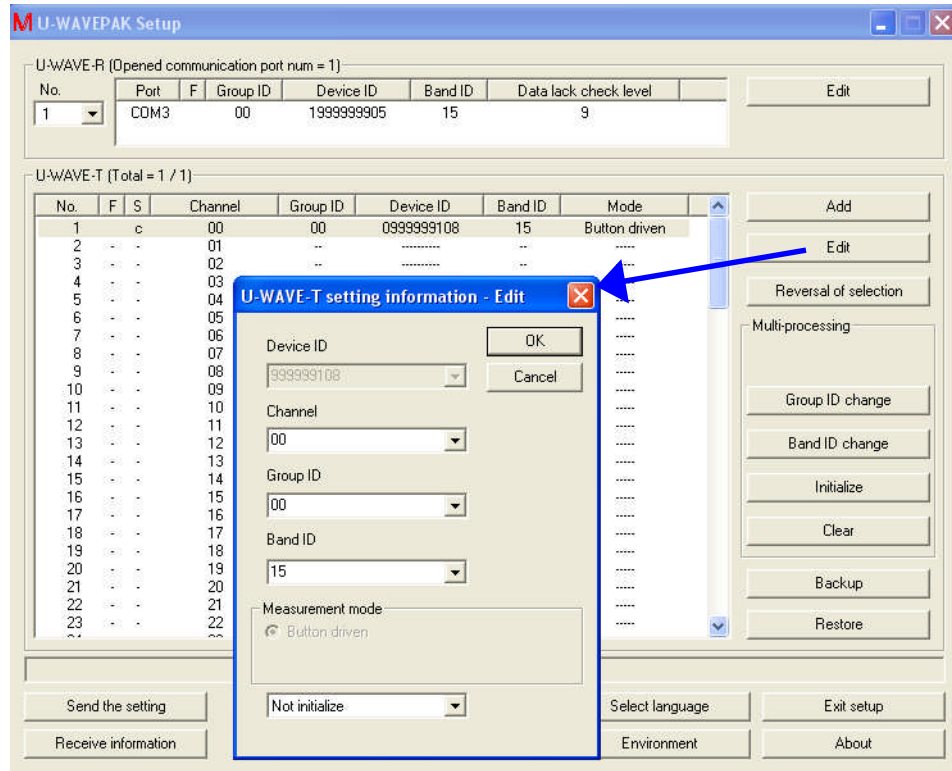 M U-WAVEPAK Setup
U-WAVE-R (Opened communication port num = 1)
No. Port F Group ID Device ID Band ID Data lack check level Edit
1 COM3 00 1999999905 15 9
U-WAVE-T (Total = 1 / 1)
No. F S Channel Group ID Device ID Band ID Mode Add
1 c 00 00 0999999108 15 Button driven
2 - - 01 -- ---------- -- -----
Edit
3 - - 02 -- ---------- -- -----
4 - - 03 -----
5 - - 04 -----
Reversal of selection
6 - - 05 -----
7 - - 06 -----
Multi-processing
8 - - 07 -----
9 - - 08 -----
10 - - 09 -----
11 - - 10 -----
Group ID change
12 - - 11 -----
13 - - 12 -----
Band ID change
14 - - 13 -----
15 - - 14 -----
16 - - 15 -----
Initialize
17 - - 16 -----
18 - - 17 -----
Clear
19 - - 18 -----
20 - - 19 -----
21 - - 20 -----
Backup
22 - - 21 -----
23 - - 22 -----
Restore
U-WAVE-T setting information - Edit
OK
Device ID
999999108
Cancel
Channel
00
Group ID
00
Band ID
15
Measurement mode
Button driven
Not initialize
Send the setting Select language Exit setup
Receive information Environment About